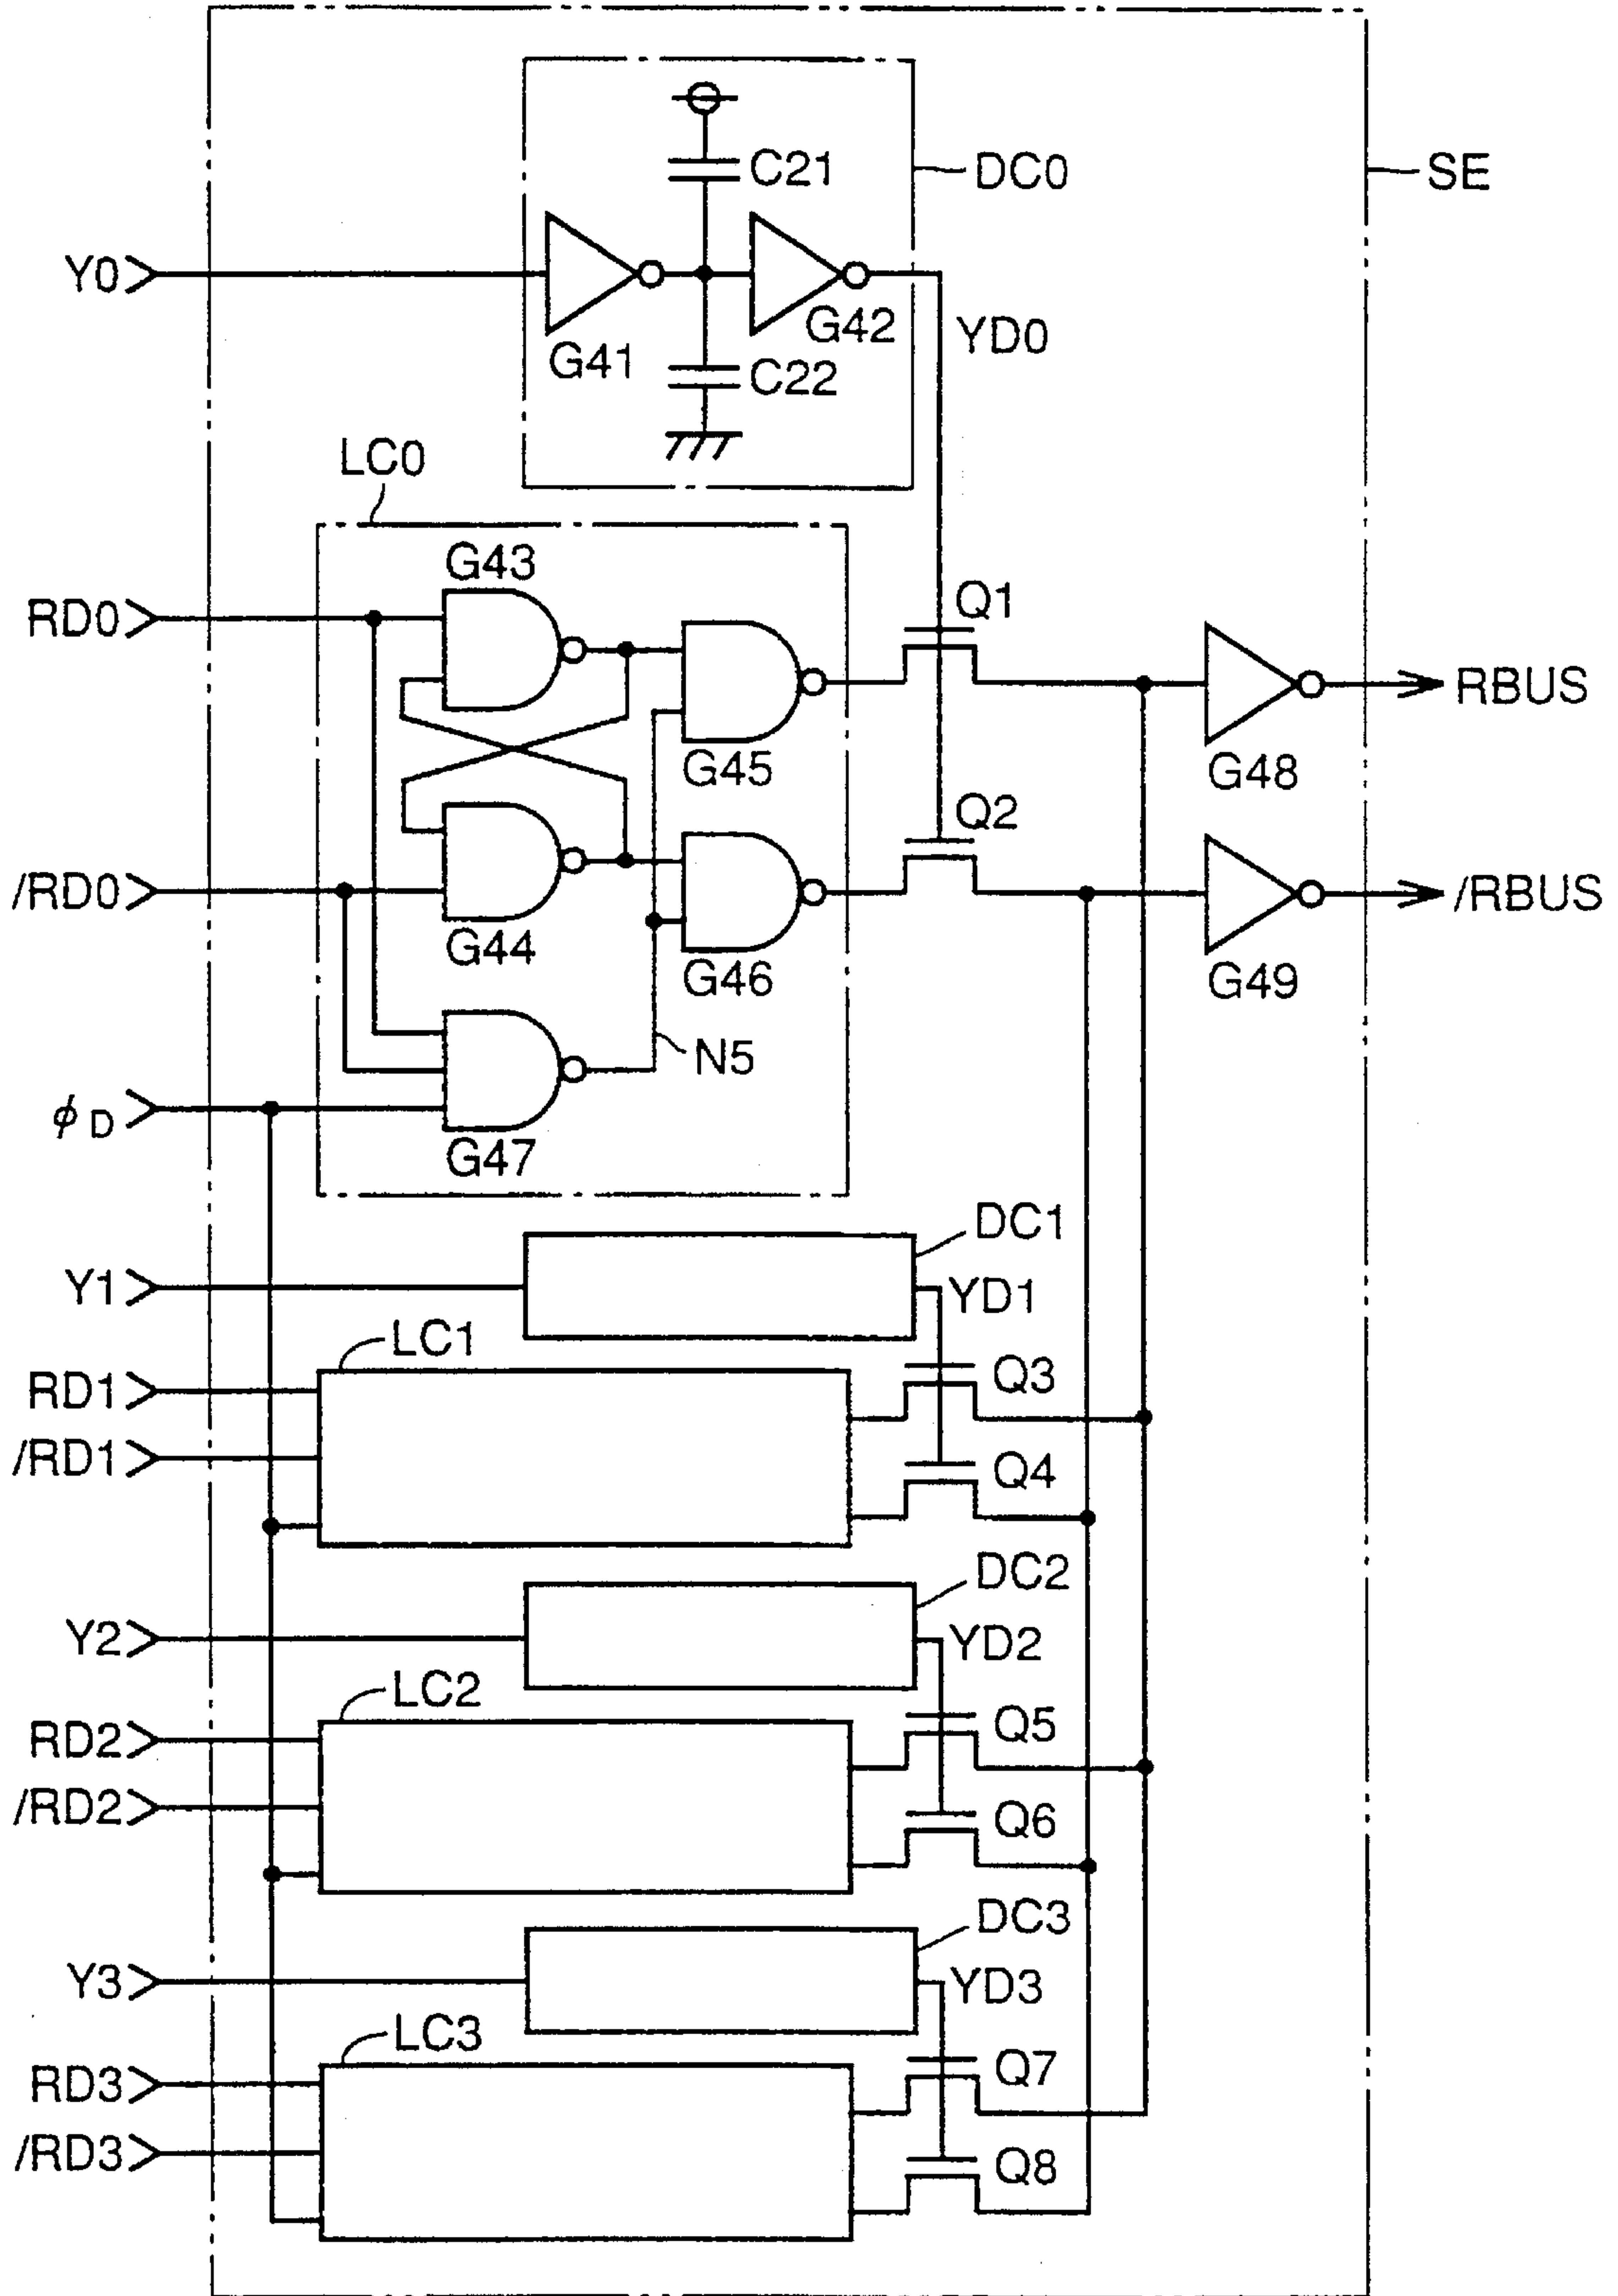 C21
DC0
SE
Y0
G41
G42
YD0
C22
LC0
G43
RD0
Q1
RBUS
G45
G48
Q2
/RD0
/RBUS
G44
G46
G49
N5
φD
G47
DC1
Y1
YD1
LC1
RD1
Q3
/RD1
Q4
DC2
Y2
YD2
LC2
RD2
Q5
/RD2
Q6
DC3
Y3
YD3
LC3
RD3
Q7
/RD3
Q8